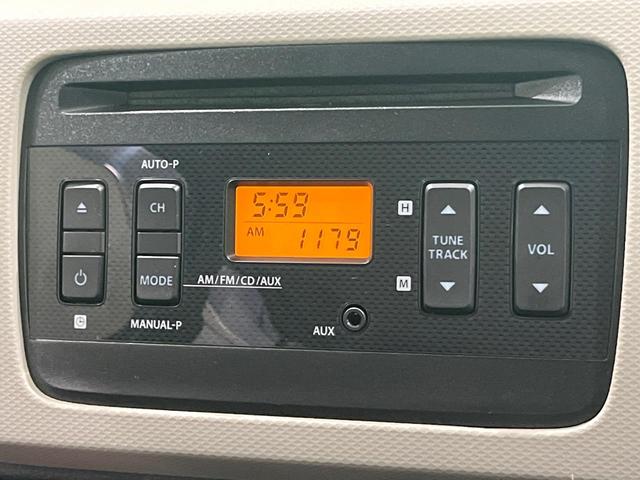 AUTO-P
CH
5:59
AM 1179
H
TUNE
TRACK
VOL
MODE
AM/FM/CD/AUX
M
AUX
MANUAL-P